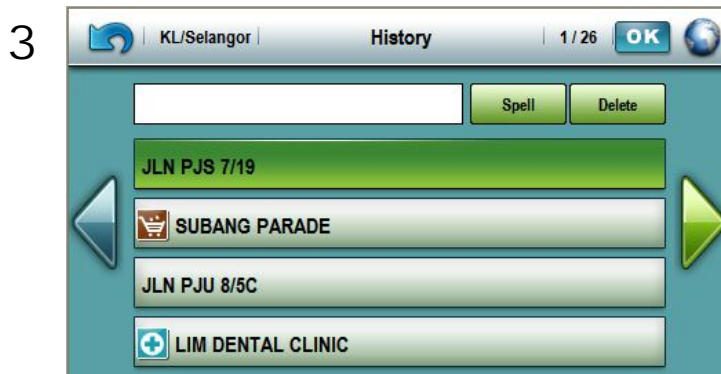 3
KL/Selangor History 1 / 26 OK
Spell Delete
JLN PJS 7/19
SUBANG PARADE
JLN PJU 8/5C
LIM DENTAL CLINIC